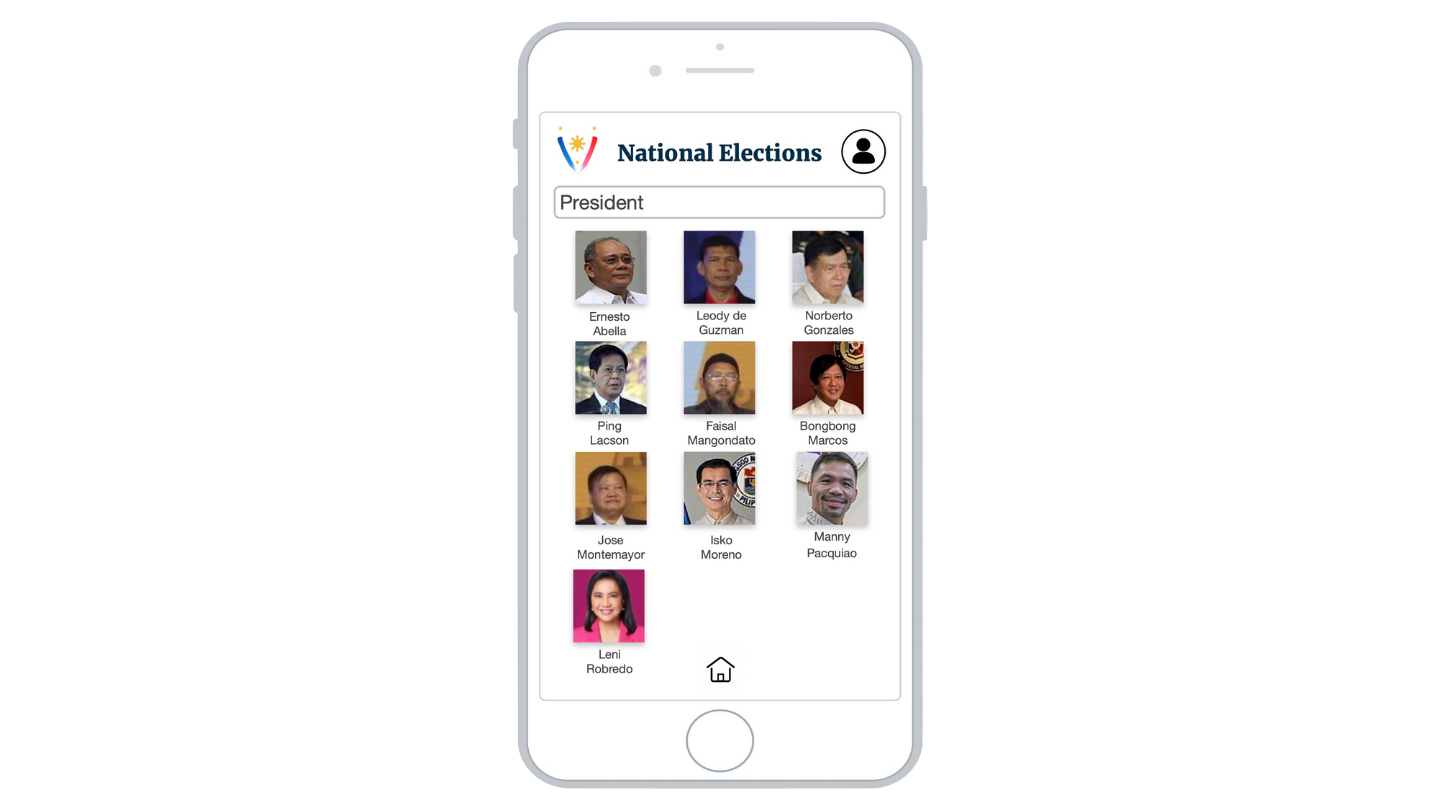 National Elections
President
Ernesto
Abella
Leody de
Guzman
Norberto
Gonzales
Ping
Lacson
Faisal
Mangondato
Bongbong
Marcos
Jose
Montemayor
Isko
Moreno
Manny
Pacquiao
Leni
Robredo